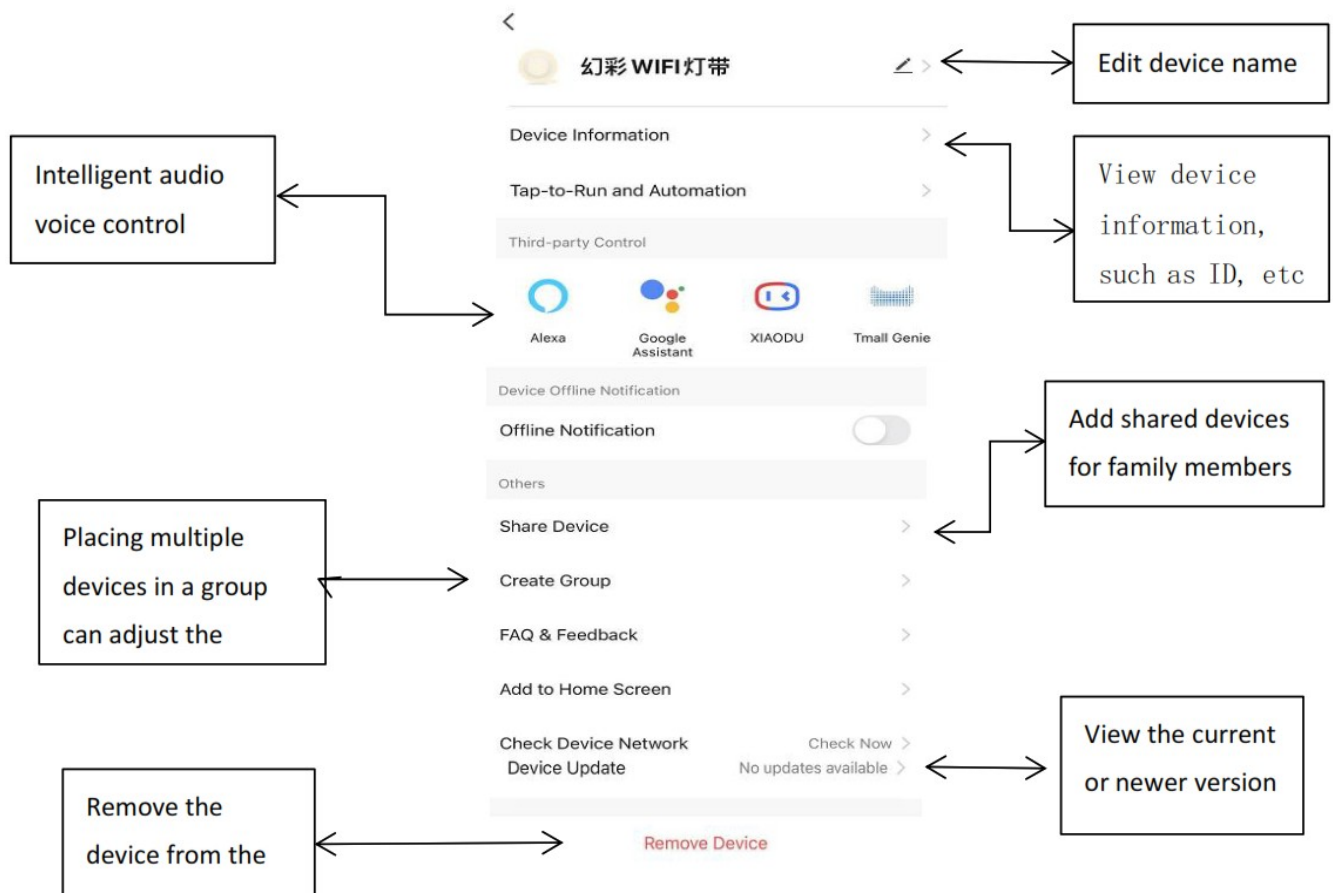 幻彩 WIFI灯带
Edit device name
Device Information
View device
information,
such as ID, etc
Intelligent audio
voice control
Tap-to-Run and Automation
Third-party Control
Alexa
Google
Assistant
XIAODU
Tmall Genie
Device Offline Notification
Offline Notification
Add shared devices
for family members
Others
Share Device
Placing multiple
devices in a group
can adjust the
Create Group
FAQ & Feedback
Add to Home Screen
Check Device Network Check Now
Device Update No updates available
View the current
or newer version
Remove the
device from the
Remove Device